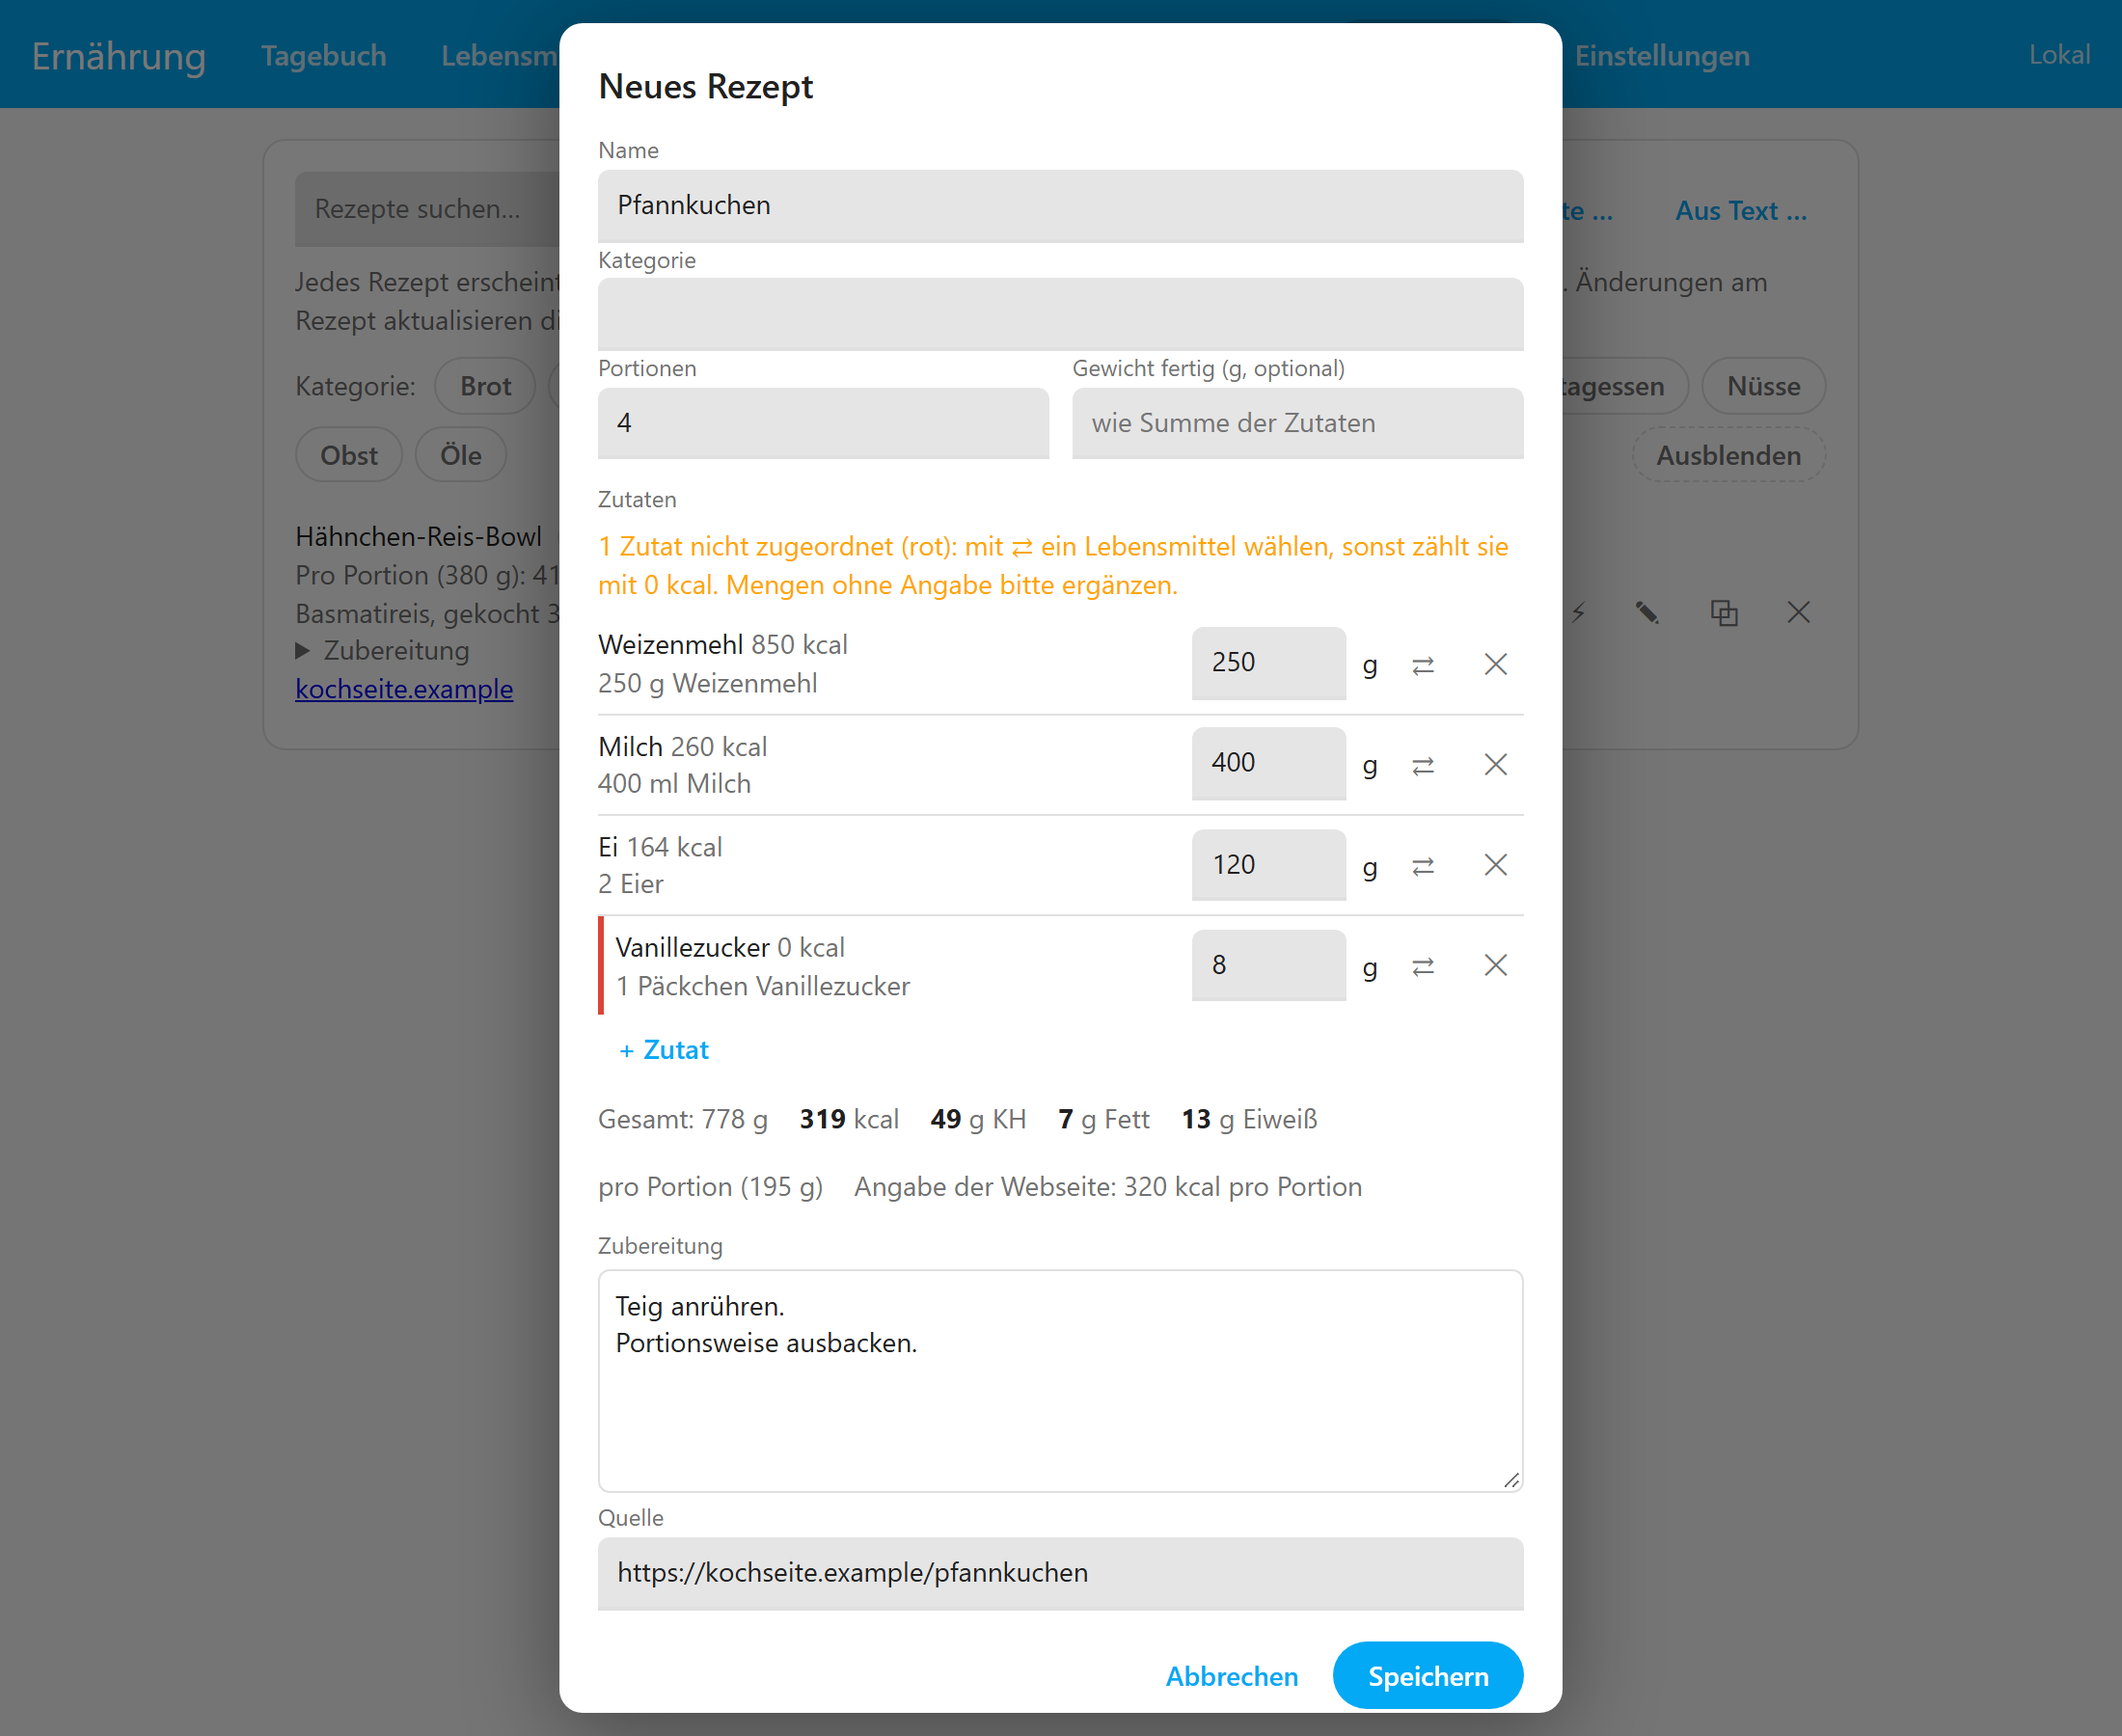 Ernährung Tagebuch Lebensm Einstellungen Lokal
Neues Rezept
Name
Pfannkuchen
Kategorie
Portionen Gewicht fertig (g, optional)
4 wie Summe der Zutaten
Zutaten
1 Zutat nicht zugeordnet (rot): mit ⇄ ein Lebensmittel wählen, sonst zählt sie
mit 0 kcal. Mengen ohne Angabe bitte ergänzen.
Weizenmehl 850 kcal
250 g Weizenmehl
250 g
Milch 260 kcal
400 ml Milch
400 g
Ei 164 kcal
2 Eier
120 g
Vanillezucker 0 kcal
1 Päckchen Vanillezucker
8 g
+ Zutat
Gesamt: 778 g 319 kcal 49 g KH 7 g Fett 13 g Eiweiß
pro Portion (195 g) Angabe der Webseite: 320 kcal pro Portion
Zubereitung
Teig anrühren.
Portionsweise ausbacken.
Quelle
https://kochseite.example/pfannkuchen
Abbrechen Speichern
Rezepte suchen...
te ... Aus Text ...
Jedes Rezept erscheint
. Änderungen am
Rezept aktualisieren di
Kategorie: Brot
tagessen Nüsse
Obst Öle
Ausblenden
Hähnchen-Reis-Bowl
Pro Portion (380 g): 41
Basmatireis, gekocht 3
Zubereitung
kochseite.example